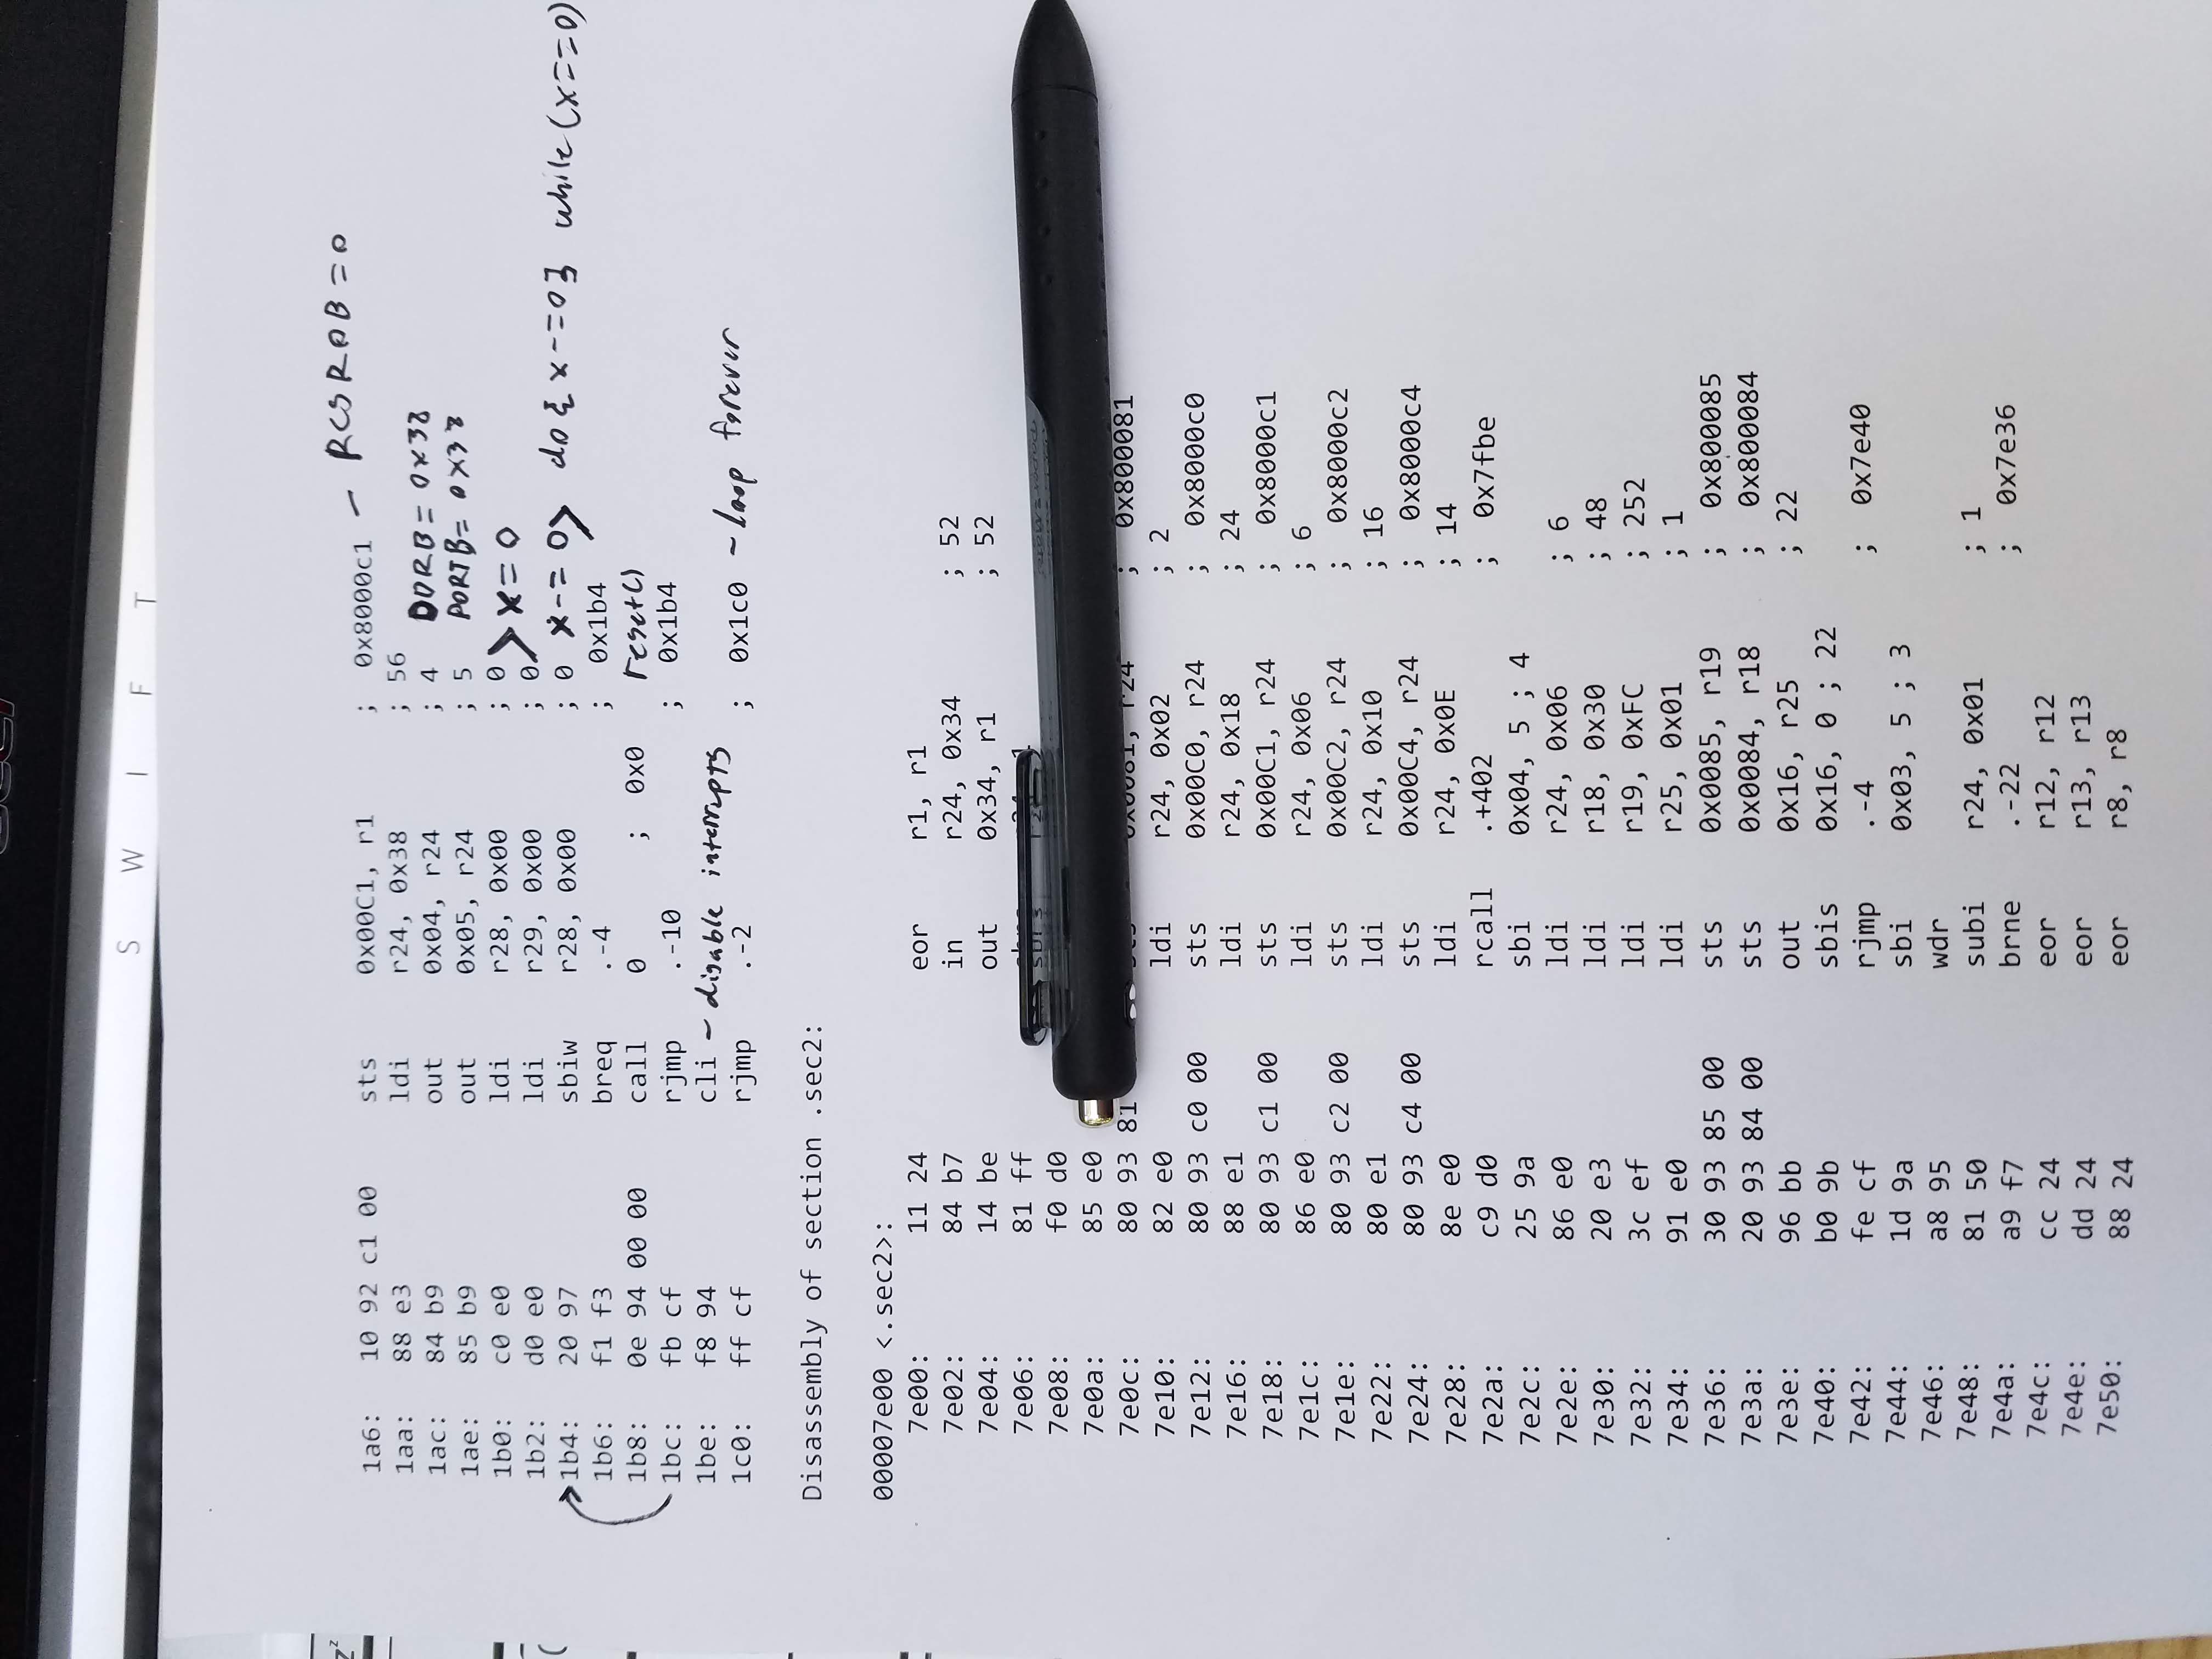 S W I F T
1a6: 10 92 c1 00 sts 0x00C1, r1 ; 0x8000c1 – RCSR0B = 0
1aa: 88 e3 ldi r24, 0x38 ; 56
1ac: 84 b9 out 0x04, r24 ; 4 DDRB = 0x38
1ae: 85 b9 out 0x05, r24 ; 5 PORTB = 0x38
1b0: c0 e0 ldi r28, 0x00 ; 0 > x = 0
1b2: d0 e0 ldi r29, 0x00 ; 0
1b4: 20 97 sbiw r28, 0x00 ; 0 x -= 0 > do { x -= 0 } while (x == 0)
1b6: f1 f3 breq .-4 ; 0x1b4
1b8: 0e 94 00 00 call 0 ; 0x0 reset()
1bc: fb cf rjmp .-10 ; 0x1b4
1be: f8 94 cli – disable interrupts
1c0: ff cf rjmp .-2 ; 0x1c0 ~ loop forever
Disassembly of section .sec2:
00007e00 <.sec2>:
7e00: 11 24 eor r1, r1
7e02: 84 b7 in r24, 0x34 ; 52
7e04: 14 be out 0x34, r1 ; 52
7e06: 81 ff sbrs r24, 1
7e08: f0 d0
7e0a: 85 e0
7e0c: 80 93 81 sts 0x0081, r24 ; 0x800081
7e10: 82 e0 ldi r24, 0x02 ; 2
7e12: 80 93 c0 00 sts 0x00C0, r24 ; 0x8000c0
7e16: 88 e1 ldi r24, 0x18 ; 24
7e18: 80 93 c1 00 sts 0x00C1, r24 ; 0x8000c1
7e1c: 86 e0 ldi r24, 0x06 ; 6
7e1e: 80 93 c2 00 sts 0x00C2, r24 ; 0x8000c2
7e22: 80 e1 ldi r24, 0x10 ; 16
7e24: 80 93 c4 00 sts 0x00C4, r24 ; 0x8000c4
7e28: 8e e0 ldi r24, 0x0E ; 14
7e2a: c9 d0 rcall .+402 ; 0x7fbe
7e2c: 25 9a sbi 0x04, 5 ; 4
7e2e: 86 e0 ldi r24, 0x06 ; 6
7e30: 20 e3 ldi r18, 0x30 ; 48
7e32: 3c ef ldi r19, 0xFC ; 252
7e34: 91 e0 ldi r25, 0x01 ; 1
7e36: 30 93 85 00 sts 0x0085, r19 ; 0x800085
7e3a: 20 93 84 00 sts 0x0084, r18 ; 0x800084
7e3e: 96 bb out 0x16, r25 ; 22
7e40: b0 9b sbis 0x16, 0 ; 22
7e42: fe cf rjmp .-4 ; 0x7e40
7e44: 1d 9a sbi 0x03, 5 ; 3
7e46: a8 95 wdr
7e48: 81 50 subi r24, 0x01 ; 1
7e4a: a9 f7 brne .-22 ; 0x7e36
7e4c: cc 24 eor r12, r12
7e4e: dd 24 eor r13, r13
7e50: 88 24 eor r8, r8